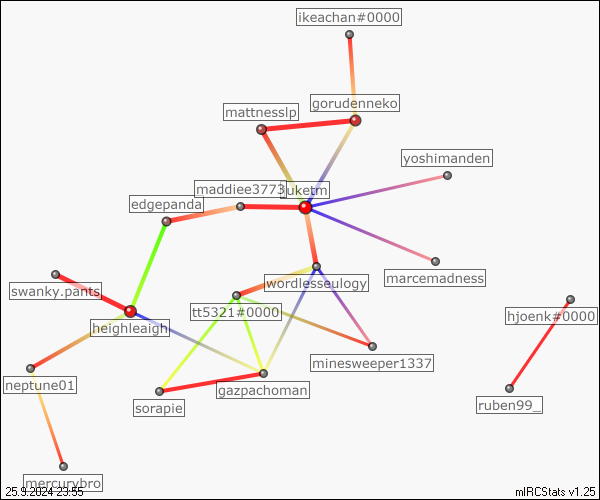 ikeachan#0000
gorudenneko
mattnesslp
yoshimanden
maddiee3773
uketm
edgepanda
wordlesseulogy
marcemadness
swanky.pants
tt5321#0000
hjoenk#0000
heighleaigh
minesweeper1337
neptune01
gazpachoman
sorapie
ruben99_
mercurybro
25.9.2024 23:55
mIRCStats v1.25